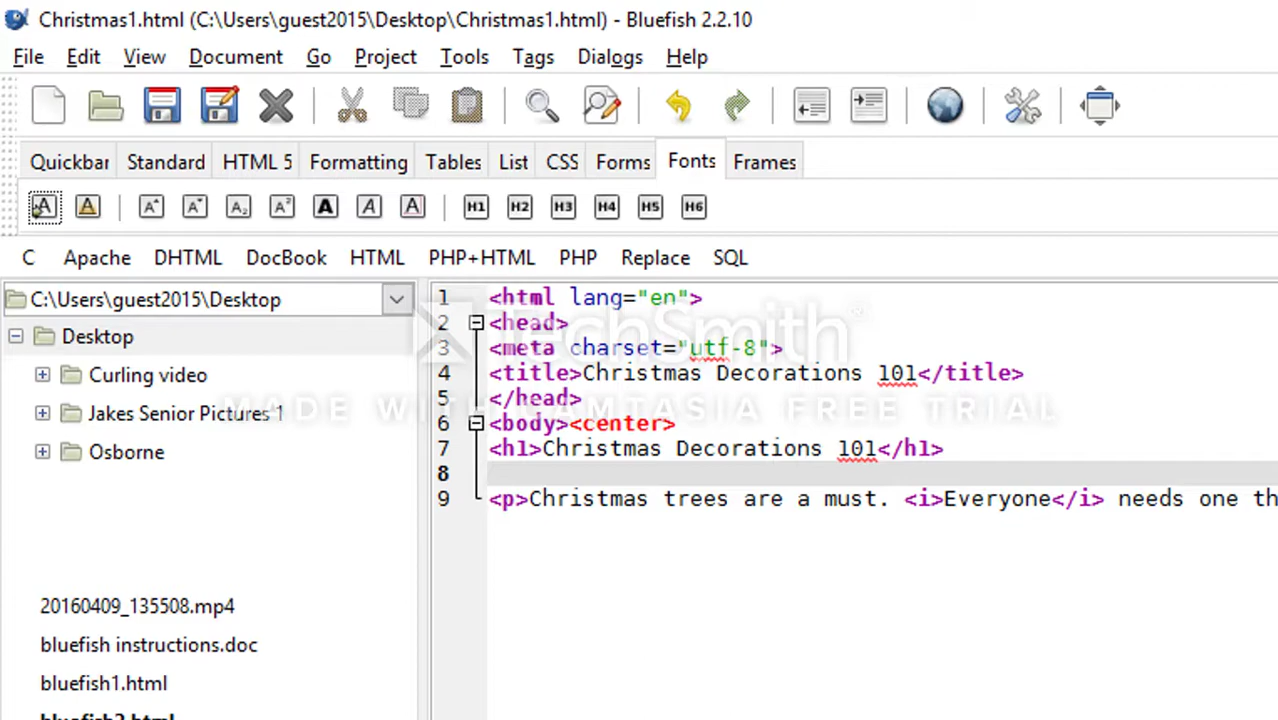 Christmas1.html (C:\Users\guest2015\Desktop\Christmas1.html) - Bluefish 2.2.10
File Edit View Document Go Project Tools Tags Dialogs Help
Quickbar Standard HTML 5 Formatting Tables List CSS Forms Fonts Frames
A A A A A2 A2 A A A H1 H2 H3 H4 H5 H6
C Apache DHTML DocBook HTML PHP+HTML PHP Replace SQL
C:\Users\guest2015\Desktop
Desktop
Curling video
Jakes Senior Pictures 1
Osborne
20160409_135508.mp4
bluefish instructions.doc
bluefish1.html
bluefish2.html
1 <html lang="en">
2 <head>
3 <meta charset="utf-8">
4 <title>Christmas Decorations 101</title>
5 </head>
6 <body><center>
7 <h1>Christmas Decorations 101</h1>
8
9 <p>Christmas trees are a must. <i>Everyone</i> needs one th
TechSmith®
MADE WITH CAMTASIA FREE TRIAL